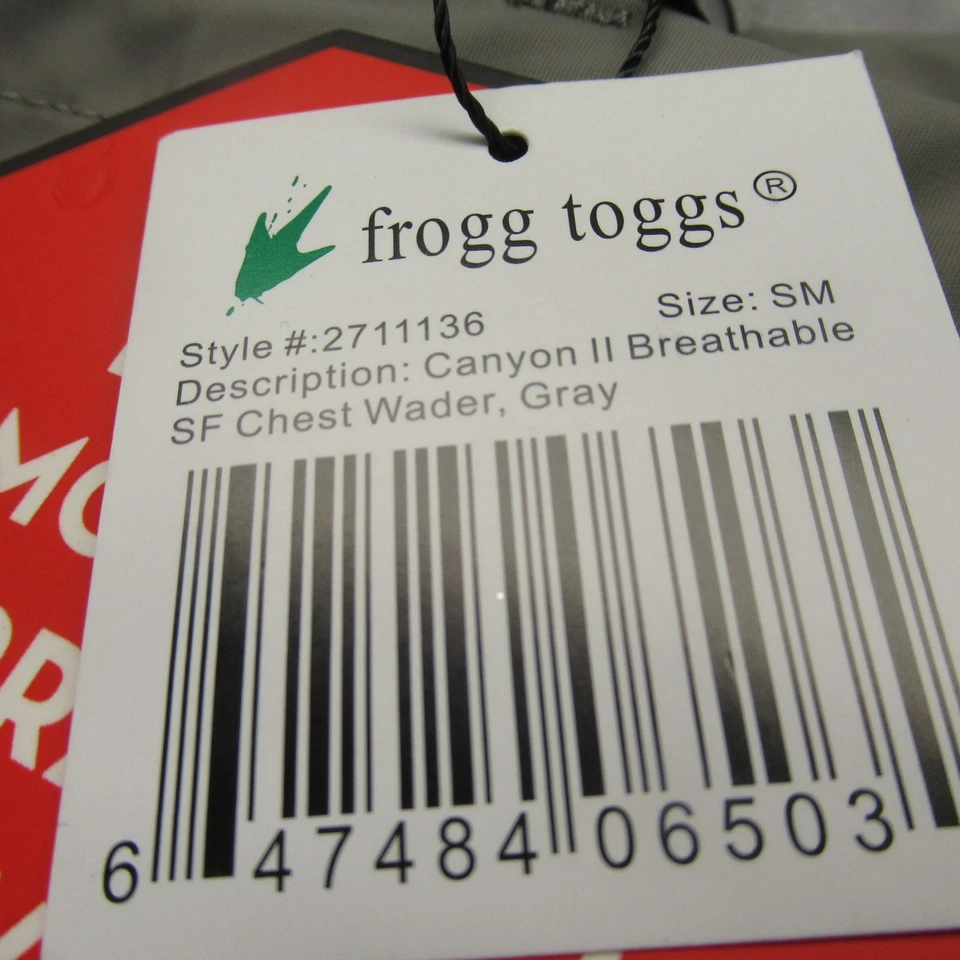 frogg toggs®
Style #:2711136 Size: SM
Description: Canyon II Breathable
SF Chest Wader, Gray
6 47484 06503